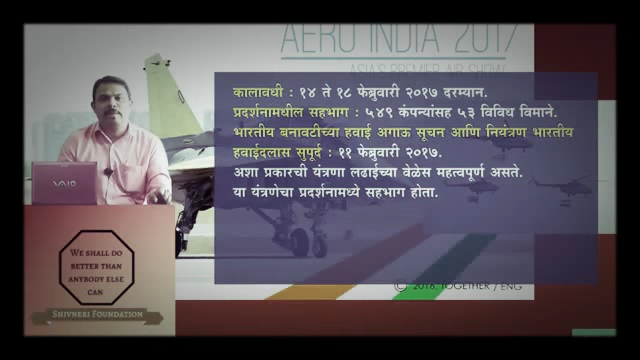 AERO INDIA 2017
ASIA'S PREMIER AIR SHOW
कालावधी : १४ ते १८ फेब्रुवारी २०१७ दरम्यान.
प्रदर्शनामधील सहभाग : ५४९ कंपन्यांसह ५३ विविध विमाने.
भारतीय बनावटीच्या हवाई अगाऊ सूचन आणि नियंत्रण भारतीय
हवाईदलास सुपूर्द : ११ फेब्रुवारी २०१७.
अशा प्रकारची यंत्रणा लढाईच्या वेळेस महत्वपूर्ण असते.
या यंत्रणेचा प्रदर्शनामध्ये सहभाग होता.
VAIO
WE SHALL DO
BETTER THAN
ANYBODY ELSE
CAN
SHIVNERI FOUNDATION
© 2016, TOGETHER / ENG